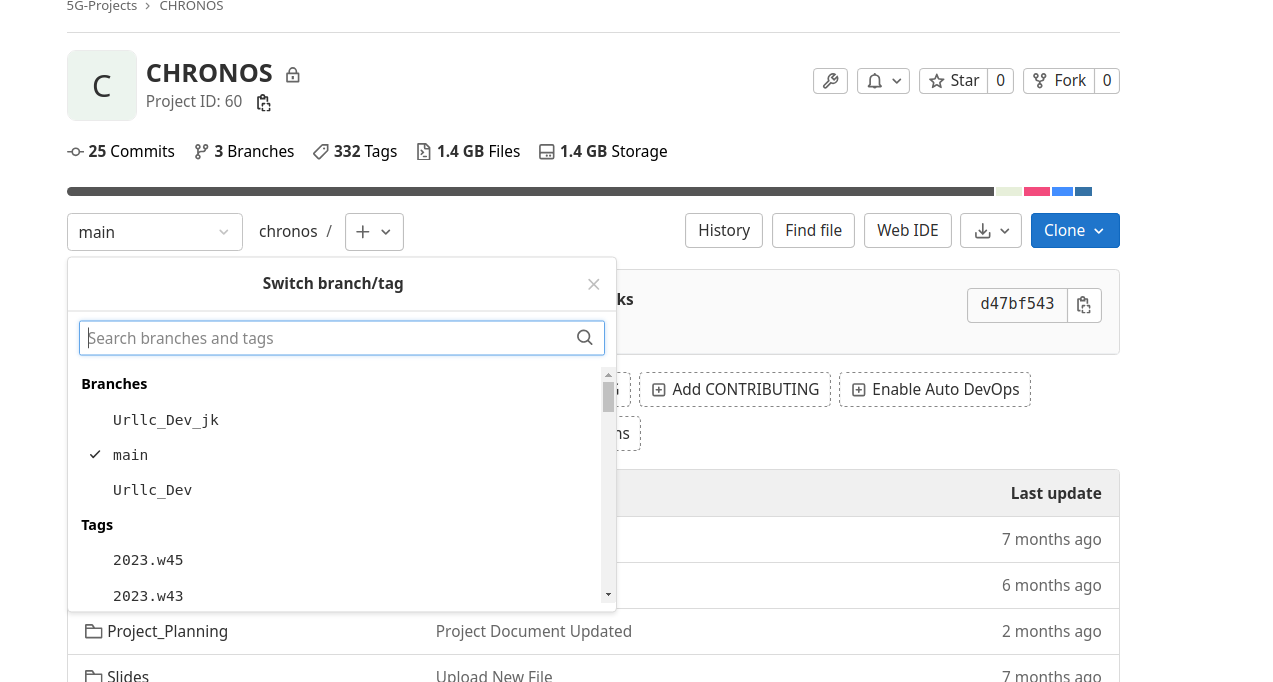 5G-Projects › CHRONOS
C
CHRONOS
Project ID: 60
Star 0
Fork 0
25 Commits 3 Branches 332 Tags 1.4 GB Files 1.4 GB Storage
main
chronos /
History
Find file
Web IDE
Clone
Switch branch/tag
ks
d47bf543
Search branches and tags
Branches
Add CONTRIBUTING
Enable Auto DevOps
Urllc_Dev_jk
ns
main
Urllc_Dev
Last update
Tags
7 months ago
2023.w45
6 months ago
2023.w43
Project_Planning Project Document Updated 2 months ago
Slides Upload New File 7 months ago